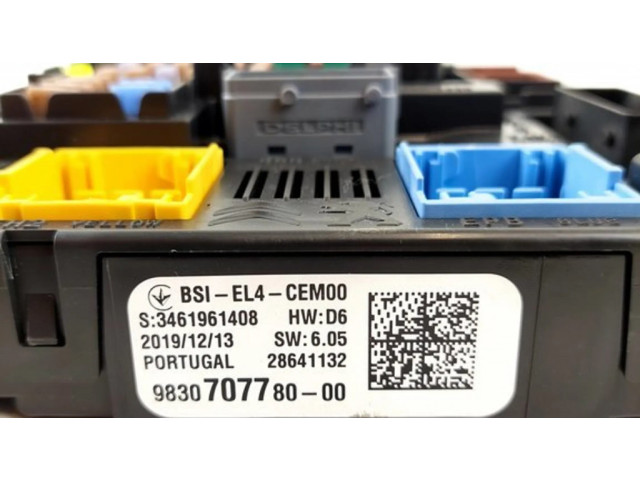 DELPHI
BSI-EL4-CEM00
S:3461961408 HW:D6
2019/12/13 SW:6.05
PORTUGAL 28641132
9830707780-00